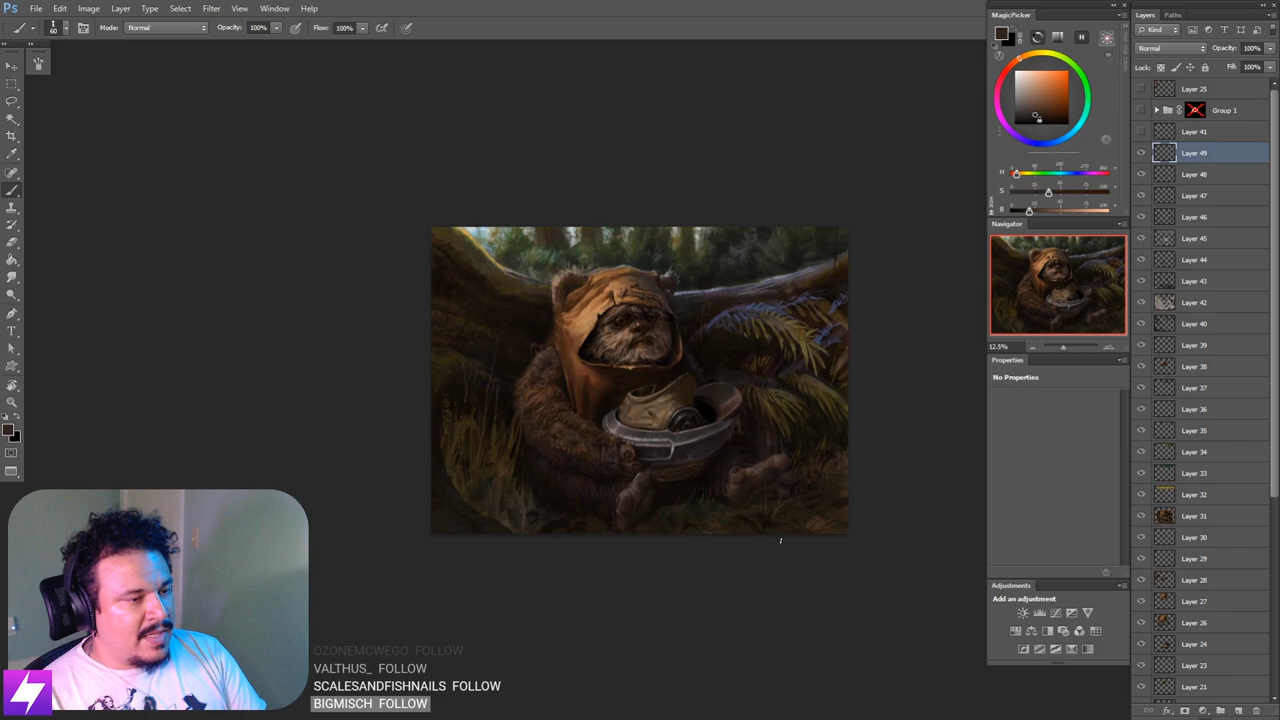 Ps File Edit Image Layer Type Select Filter View Window Help
60 Mode: Normal Opacity: 100% Flow: 100%
MagicPicker
H
H
S
B
Navigator
12.5%
Properties
No Properties
Adjustments
Add an adjustment
Layers Paths
Kind
Normal Opacity: 100%
Lock: Fill: 100%
Layer 25
Group 1
Layer 41
Layer 49
Layer 48
Layer 47
Layer 46
Layer 45
Layer 44
Layer 43
Layer 42
Layer 40
Layer 39
Layer 38
Layer 37
Layer 36
Layer 35
Layer 34
Layer 33
Layer 32
Layer 31
Layer 30
Layer 29
Layer 28
Layer 27
Layer 26
Layer 24
Layer 23
Layer 21
fx
OZONEMCWEGO FOLLOW
VALTHUS_ FOLLOW
SCALESANDFISHNAILS FOLLOW
BIGMISCH FOLLOW